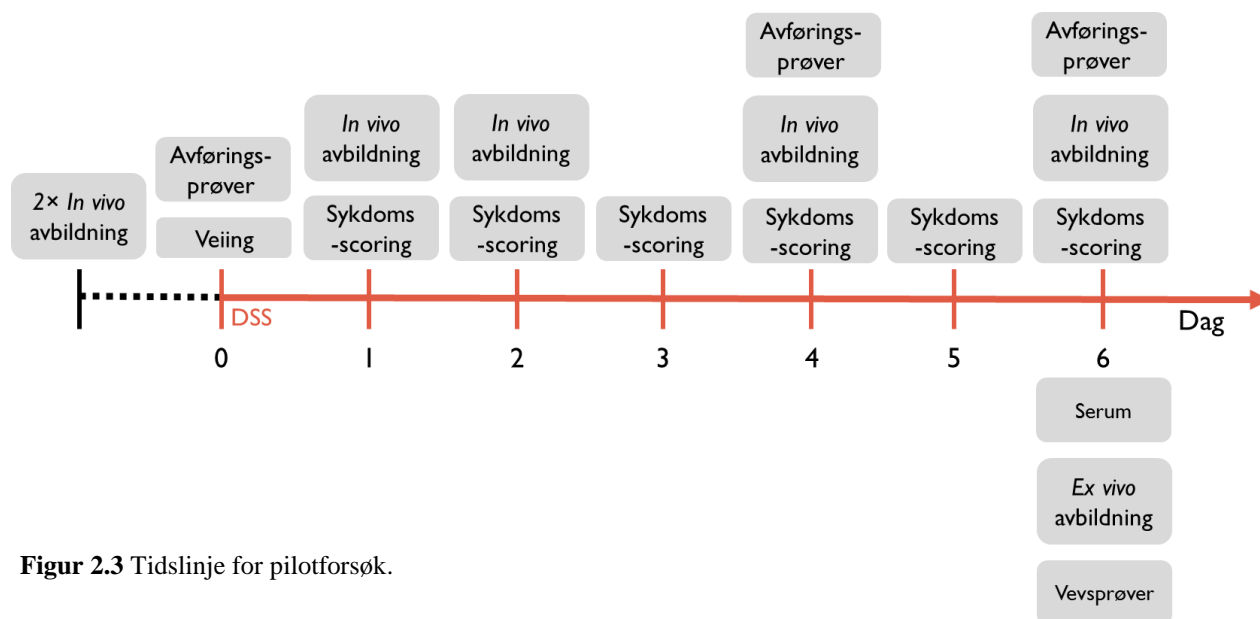 2× In vivo
avbildning
Avførings-
prøver
Veiing
In vivo
avbildning
Sykdoms
-scoring
In vivo
avbildning
Sykdoms
-scoring
Sykdoms
-scoring
Avførings-
prøver
In vivo
avbildning
Sykdoms
-scoring
Sykdoms
-scoring
Avførings-
prøver
In vivo
avbildning
Sykdoms
-scoring
DSS
Dag
0 1 2 3 4 5 6
Serum
Ex vivo
avbildning
Vevsprøver
Figur 2.3 Tidslinje for pilotforsøk.